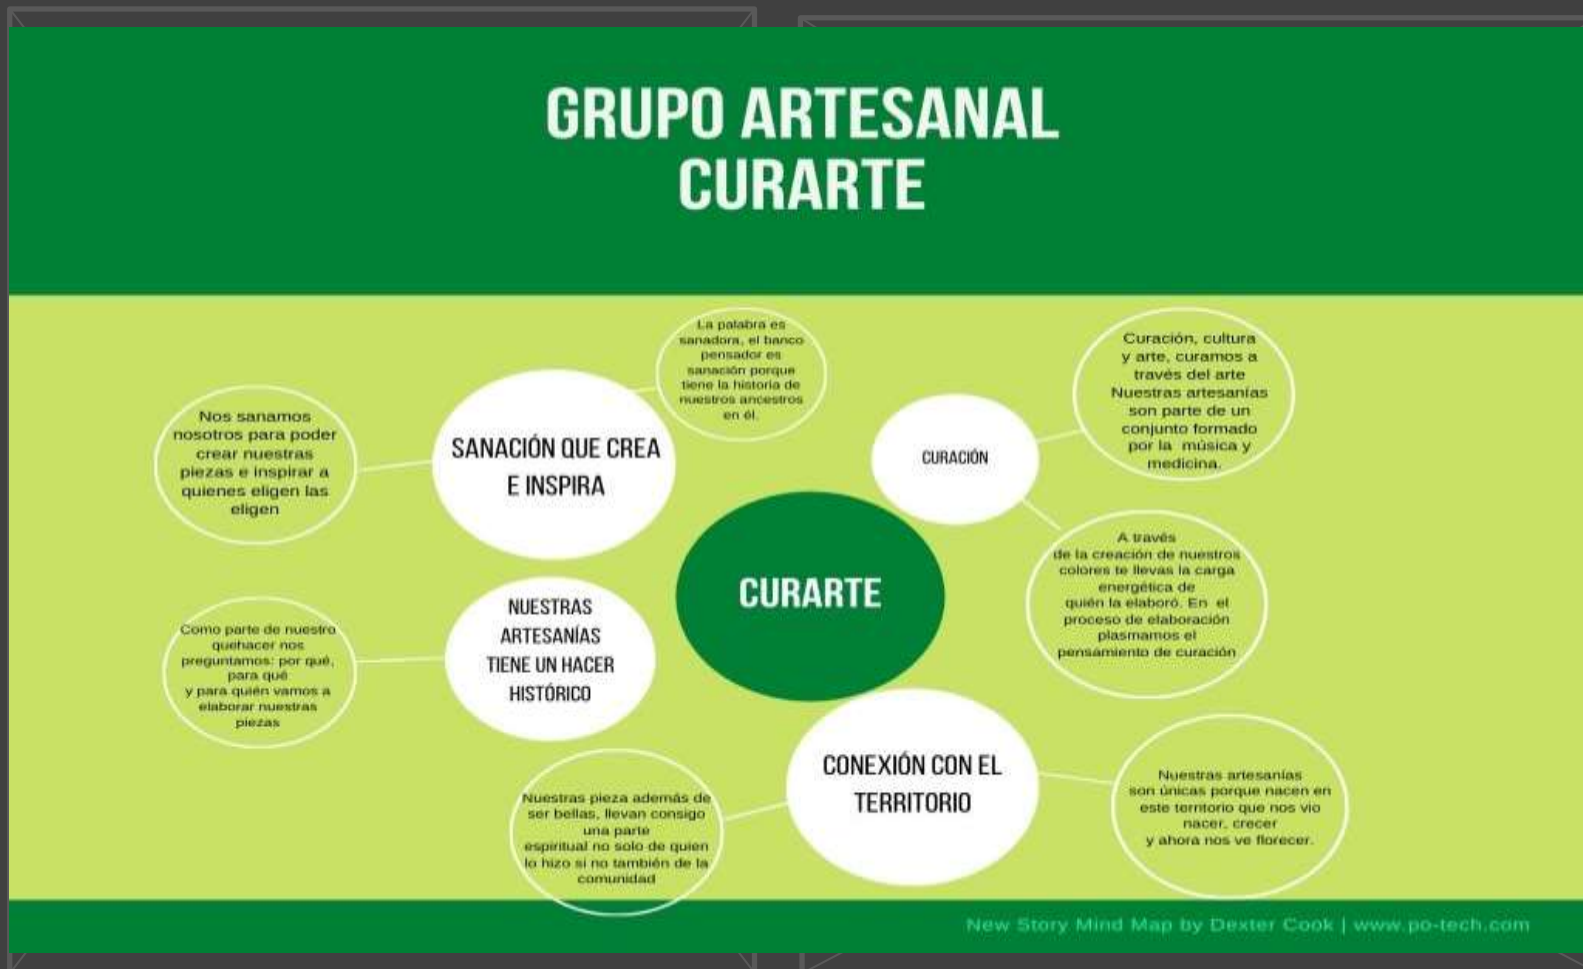 GRUPO ARTESANAL
CURARTE
La palabra es
sanadora, el banco
pensador es
sanación porque
tiene la historia de
nuestros ancestros
en él.
Nos sanamos
nosotros para poder
crear nuestras
piezas e inspirar a
quienes eligen las
eligen
SANACIÓN QUE CREA
E INSPIRA
CURACIÓN
Curación, cultura
y arte, curamos a
través del arte
Nuestras artesanías
son parte de un
conjunto formado
por la música y
medicina.
A través
de la creación de nuestros
colores te llevas la carga
energética de
quién la elaboró. En el
proceso de elaboración
plasmamos el
pensamiento de curación
CURARTE
NUESTRAS
ARTESANÍAS
TIENE UN HACER
HISTÓRICO
Como parte de nuestro
quehacer nos
preguntamos: por qué,
para qué
y para quién vamos a
elaborar nuestras
piezas
CONEXIÓN CON EL
TERRITORIO
Nuestras pieza además de
ser bellas, llevan consigo
una parte
espiritual no solo de quien
lo hizo si no también de la
comunidad
Nuestras artesanías
son únicas porque nacen en
este territorio que nos vio
nacer, crecer
y ahora nos ve florecer.
New Story Mind Map by Dexter Cook | www.po-tech.com